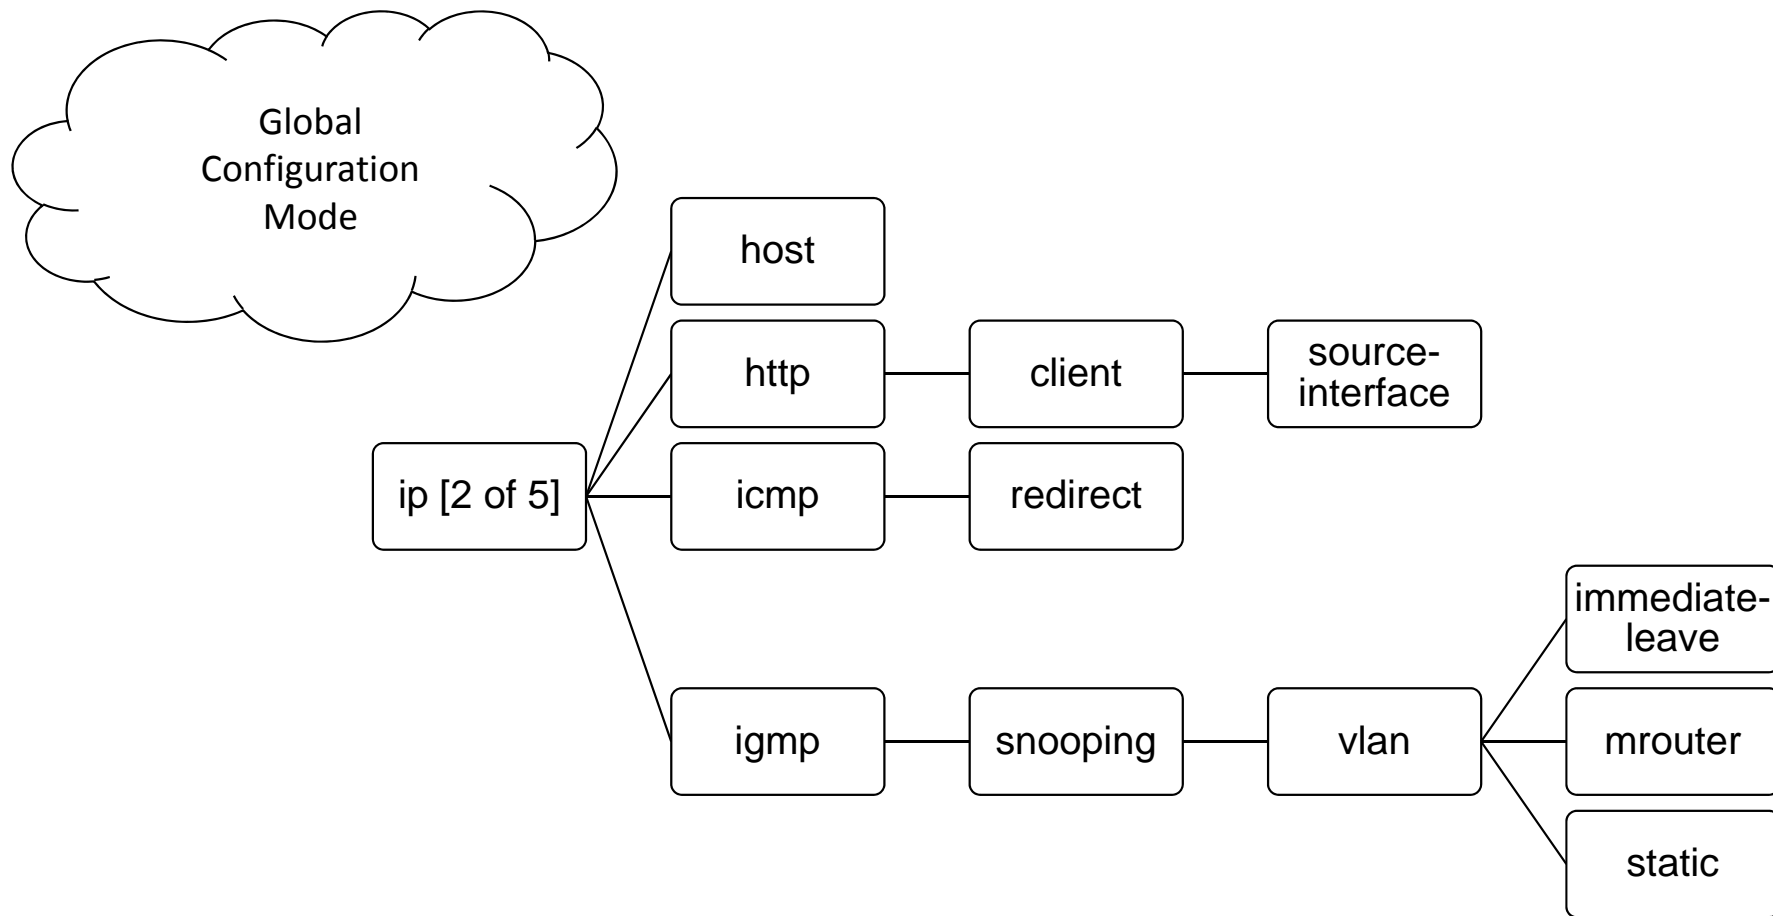 Global
Configuration
Mode
host
http
client
source-
interface
ip [2 of 5]
icmp
redirect
immediate-
leave
igmp
snooping
vlan
mrouter
static